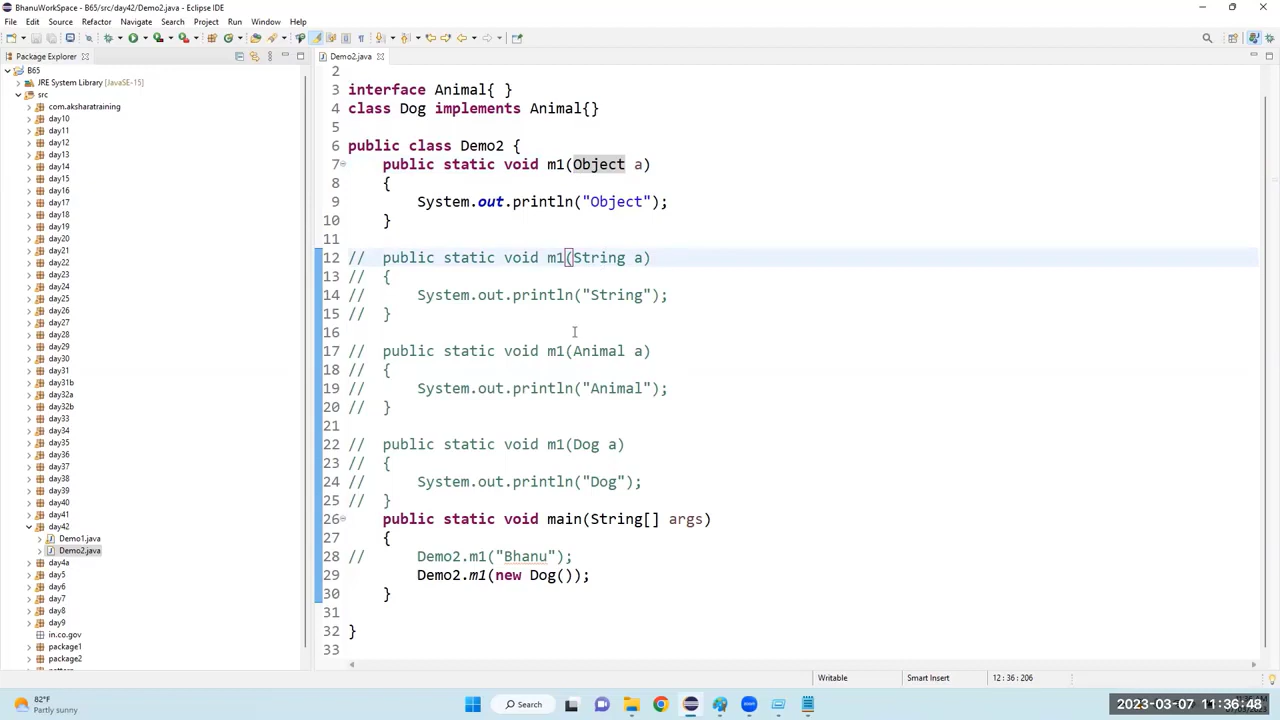 BhanuWorkSpace - B65/src/day42/Demo2.java - Eclipse IDE
File Edit Source Refactor Navigate Search Project Run Window Help
Package Explorer
B65
JRE System Library [JavaSE-15]
src
com.aksharatraining
day10
day11
day12
day13
day14
day15
day16
day17
day18
day19
day20
day21
day22
day23
day24
day25
day26
day27
day28
day29
day30
day31
day31b
day32a
day32b
day33
day34
day35
day36
day37
day38
day39
day40
day41
day42
Demo1.java
Demo2.java
day4a
day5
day6
day7
day8
day9
in.co.gov
package1
package2
Demo2.java
2
3 interface Animal{ }
4 class Dog implements Animal{}
5
6 public class Demo2 {
7 public static void m1(Object a)
8 {
9 System.out.println("Object");
10 }
11
12 // public static void m1(String a)
13 // {
14 // System.out.println("String");
15 // }
16
17 // public static void m1(Animal a)
18 // {
19 // System.out.println("Animal");
20 // }
21
22 // public static void m1(Dog a)
23 // {
24 // System.out.println("Dog");
25 // }
26 public static void main(String[] args)
27 {
28 // Demo2.m1("Bhanu");
29 Demo2.m1(new Dog());
30 }
31
32 }
33
Writable Smart Insert 12 : 36 : 206
82°F
Partly sunny
Search
2023-03-07 11:36:48